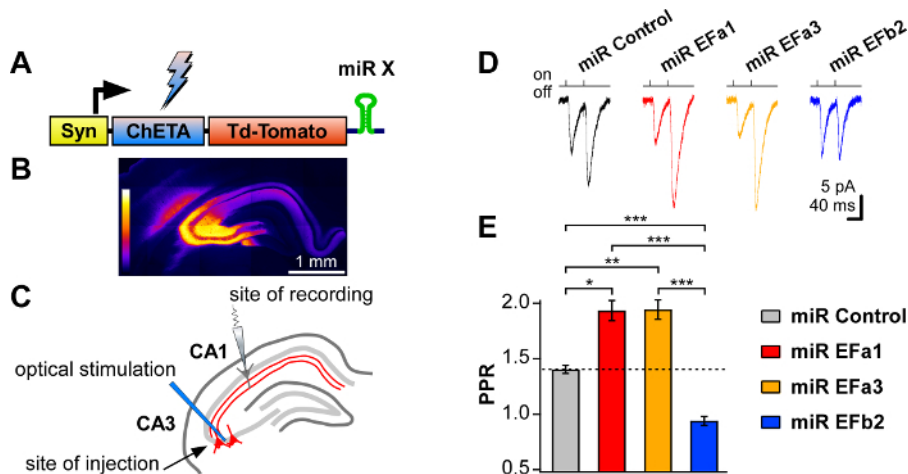 A
miR X
Syn
ChETA
Td-Tomato
B
1 mm
C
site of recording
CA1
optical stimulation
CA3
site of injection
D
miR Control
miR EFa1
miR EFa3
miR EFb2
on
off
5 pA
40 ms
E
***
***
**
*
***
PPR
2.0
1.5
1.0
0.5
miR Control
miR EFa1
miR EFa3
miR EFb2